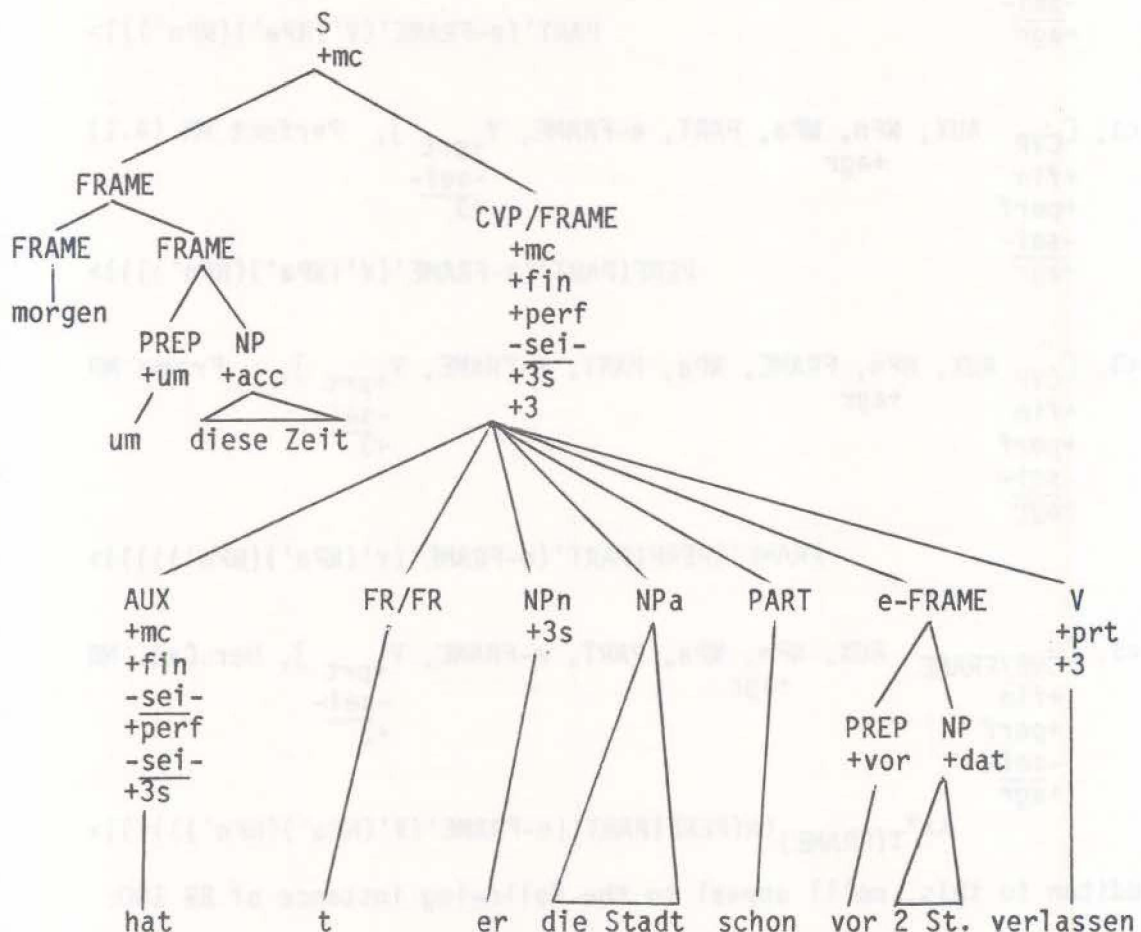 S
+mc
FRAME
CVP/FRAME
FRAME FRAME +mc
+fin
morgen +perf
PREP NP -sei-
+um +acc +3s
+3
um diese Zeit
AUX FR/FR NPn NPa PART e-FRAME V
+mc +3s +prt
+fin +3
-sei-
+perf PREP NP
-sei- +vor +dat
+3s
hat t er die Stadt schon vor 2 St. verlassen